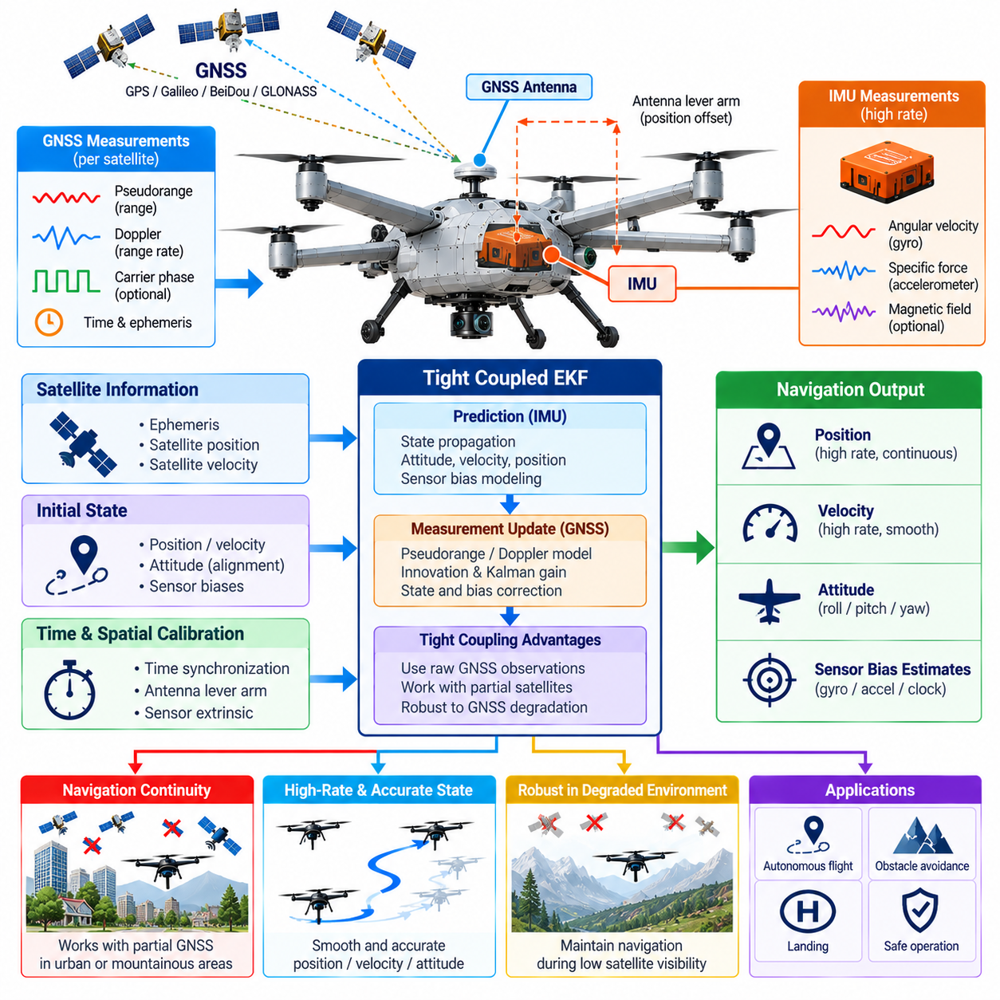 GNSS
GPS / Galileo / BeiDou / GLONASS
GNSS Antenna
Antenna lever arm
(position offset)
GNSS Measurements
(per satellite)
Pseudorange
(range)
Doppler
(range rate)
Carrier phase
(optional)
Time & ephemeris
IMU
IMU Measurements
(high rate)
Angular velocity
(gyro)
Specific force
(accelerometer)
Magnetic field
(optional)
Satellite Information
• Ephemeris
• Satellite position
• Satellite velocity
Initial State
• Position / velocity
• Attitude (alignment)
• Sensor biases
Time & Spatial Calibration
• Time synchronization
• Antenna lever arm
• Sensor extrinsic
Tight Coupled EKF
Prediction (IMU)
State propagation
Attitude, velocity, position
Sensor bias modeling
Measurement Update (GNSS)
Pseudorange / Doppler model
Innovation & Kalman gain
State and bias correction
Tight Coupling Advantages
Use raw GNSS observations
Work with partial satellites
Robust to GNSS degradation
Navigation Output
Position
(high rate, continuous)
Velocity
(high rate, smooth)
Attitude
(roll / pitch / yaw)
Sensor Bias Estimates
(gyro / accel / clock)
Navigation Continuity
Works with partial GNSS
in urban or mountainous areas
High-Rate & Accurate State
Smooth and accurate
position / velocity / attitude
Robust in Degraded Environment
Maintain navigation
during low satellite visibility
Applications
Autonomous flight
Obstacle avoidance
H
Landing
Safe operation